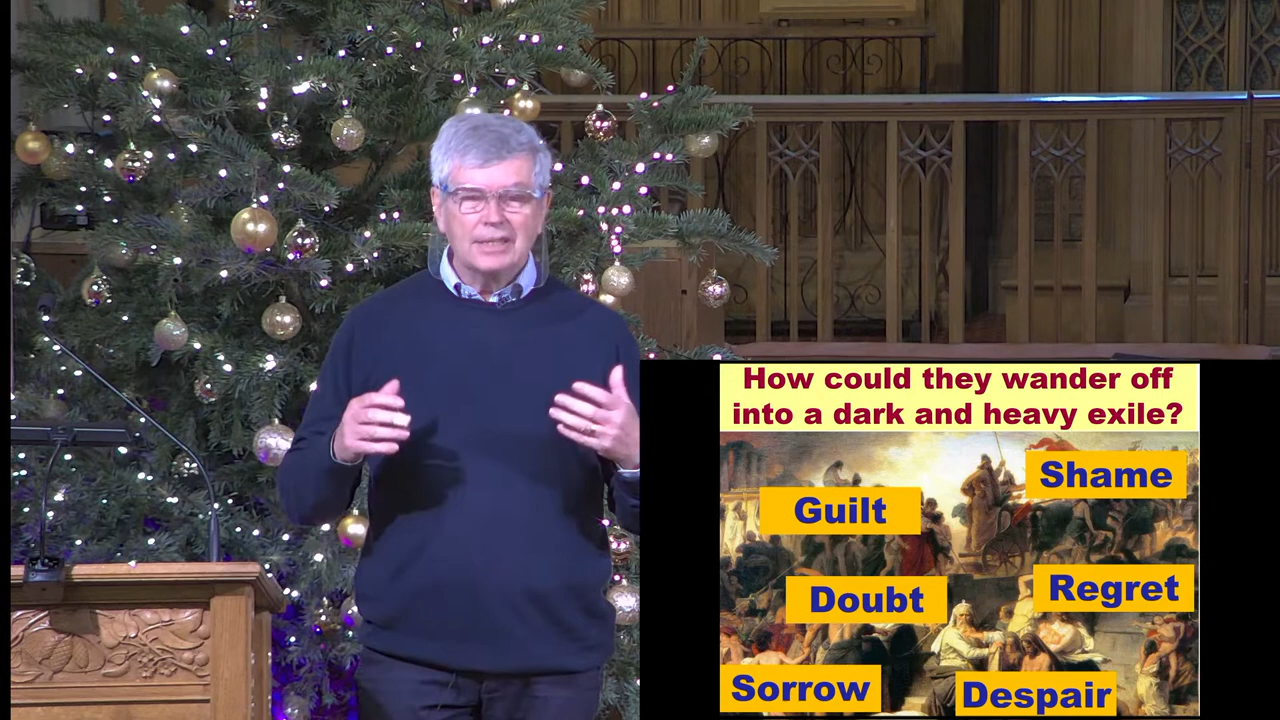 How could they wander off
into a dark and heavy exile?
Shame
Guilt
Regret
Doubt
Sorrow
Despair